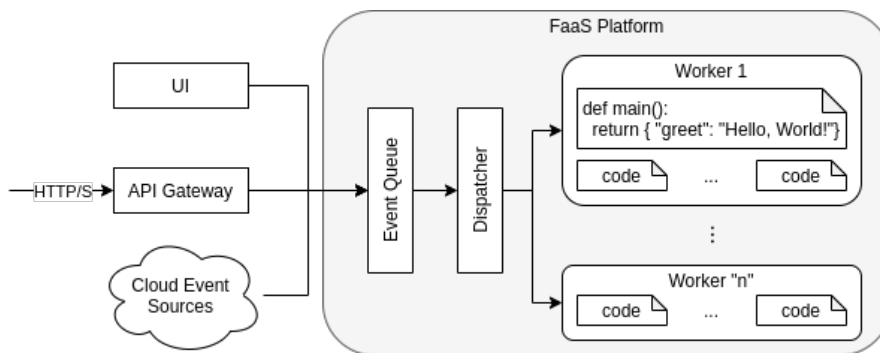 FaaS Platform
UI
HTTP/S
API Gateway
Cloud Event
Sources
Event Queue
Dispatcher
Worker 1
def main():
return { "greet": "Hello, World!"}
code
...
code
...
Worker "n"
code
...
code